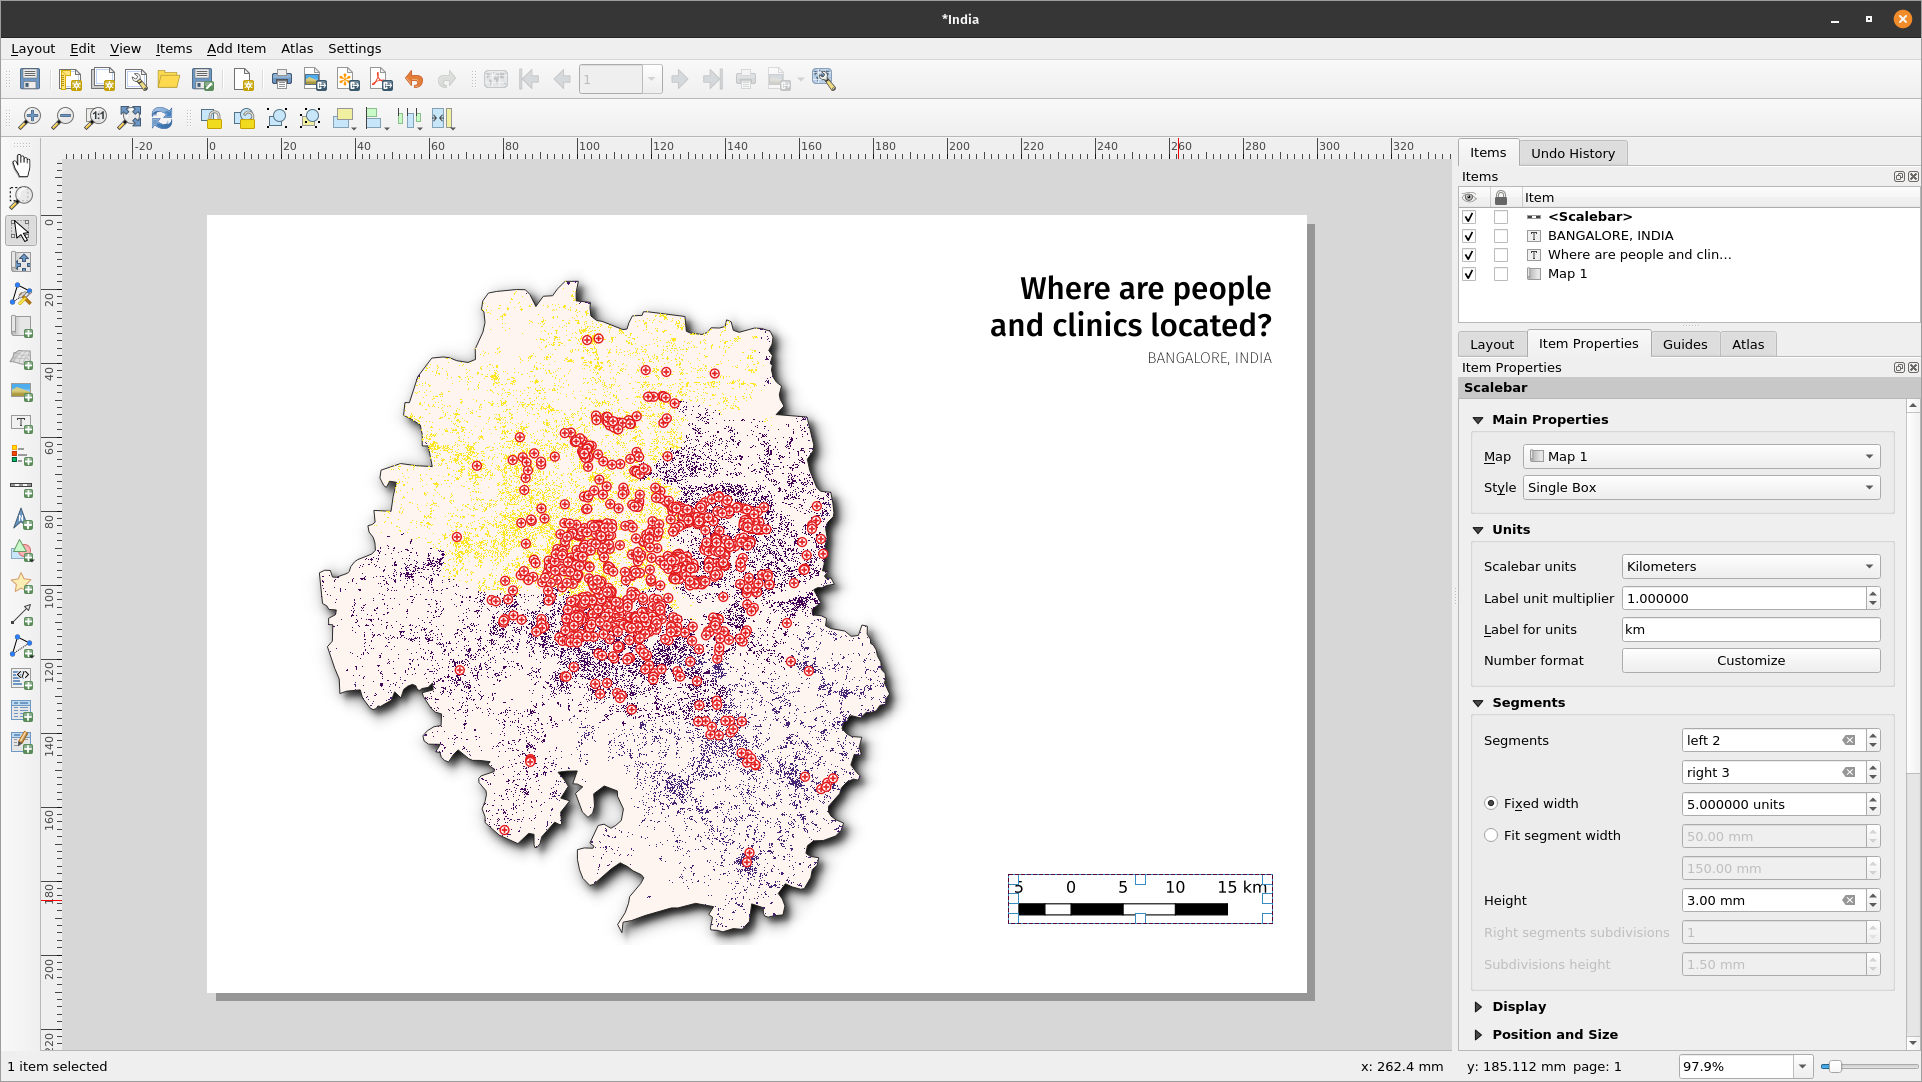 *India
Layout Edit View Items Add Item Atlas Settings
1
1:1
-20 0 20 40 60 80 100 120 140 160 180 200 220 240 260 280 300 320
0
20
40
60
80
100
120
140
160
180
200
220
Where are people
and clinics located?
BANGALORE, INDIA
5 0 5 10 15 km
Items Undo History
Items
Item
<Scalebar>
BANGALORE, INDIA
Where are people and clin...
Map 1
Layout Item Properties Guides Atlas
Item Properties
Scalebar
Main Properties
Map Map 1
Style Single Box
Units
Scalebar units Kilometers
Label unit multiplier 1.000000
Label for units km
Number format Customize
Segments
Segments left 2
right 3
Fixed width 5.000000 units
Fit segment width 50.00 mm
150.00 mm
Height 3.00 mm
Right segments subdivisions 1
Subdivisions height 1.50 mm
Display
Position and Size
1 item selected x: 262.4 mm y: 185.112 mm page: 1 97.9%